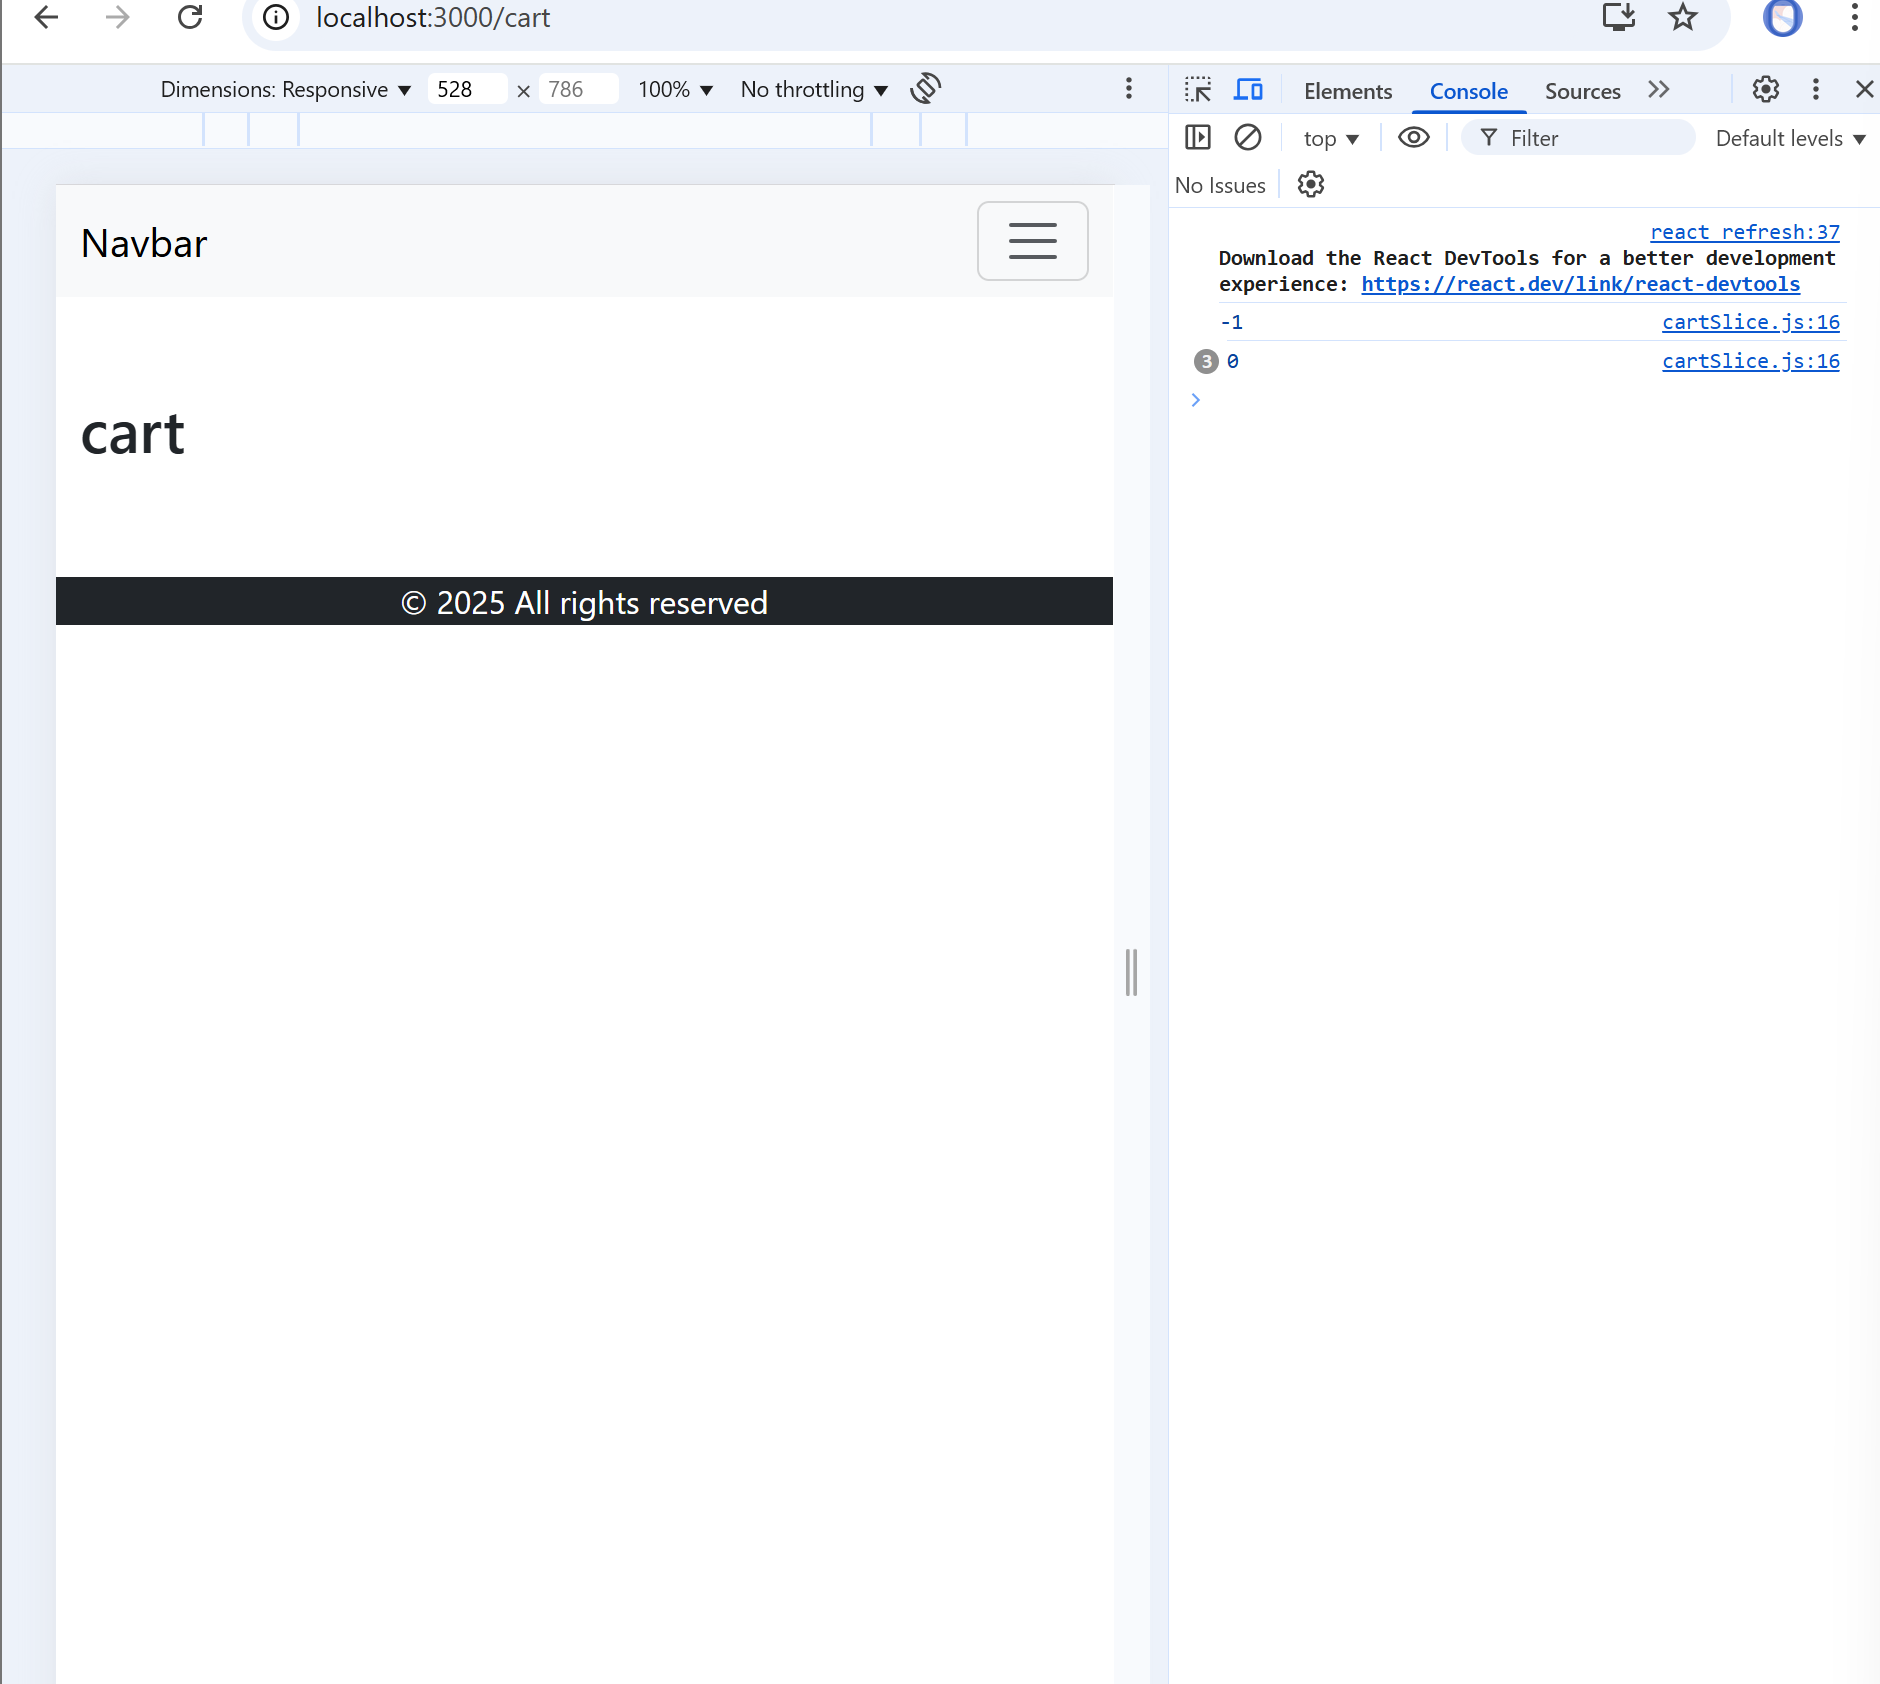 localhost:3000/cart
Dimensions: Responsive 528 × 786 100% No throttling
Elements Console Sources
top Filter Default levels
No Issues
Navbar
cart
© 2025 All rights reserved
react refresh:37
Download the React DevTools for a better development
experience: https://react.dev/link/react-devtools
-1 cartSlice.js:16
3 0 cartSlice.js:16